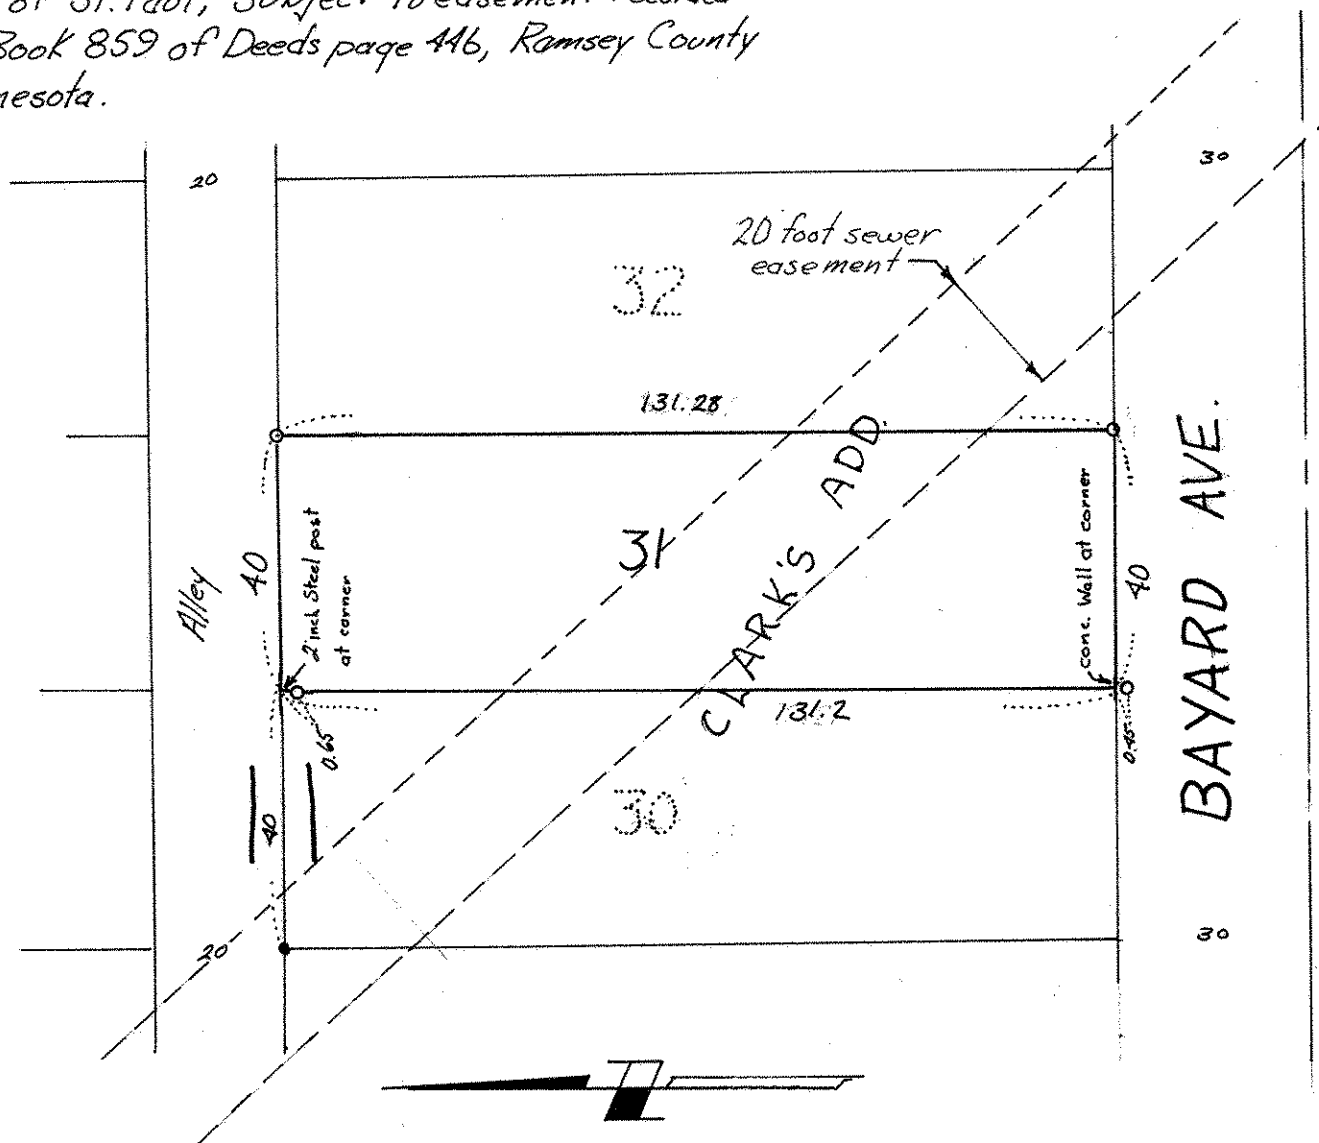 of St. Paul, Subject to easement recorded
Book 859 of Deeds page 446, Ramsey County
nesota.
20
30
20 foot sewer
easement
32
131.28
ADD.
BAYARD AVE.
31
CLARK'S
Alley
40
2 inch Steel post
at corner
conc. Wall at corner
40
131.2
0.65
0.45
40
30
20
30
N